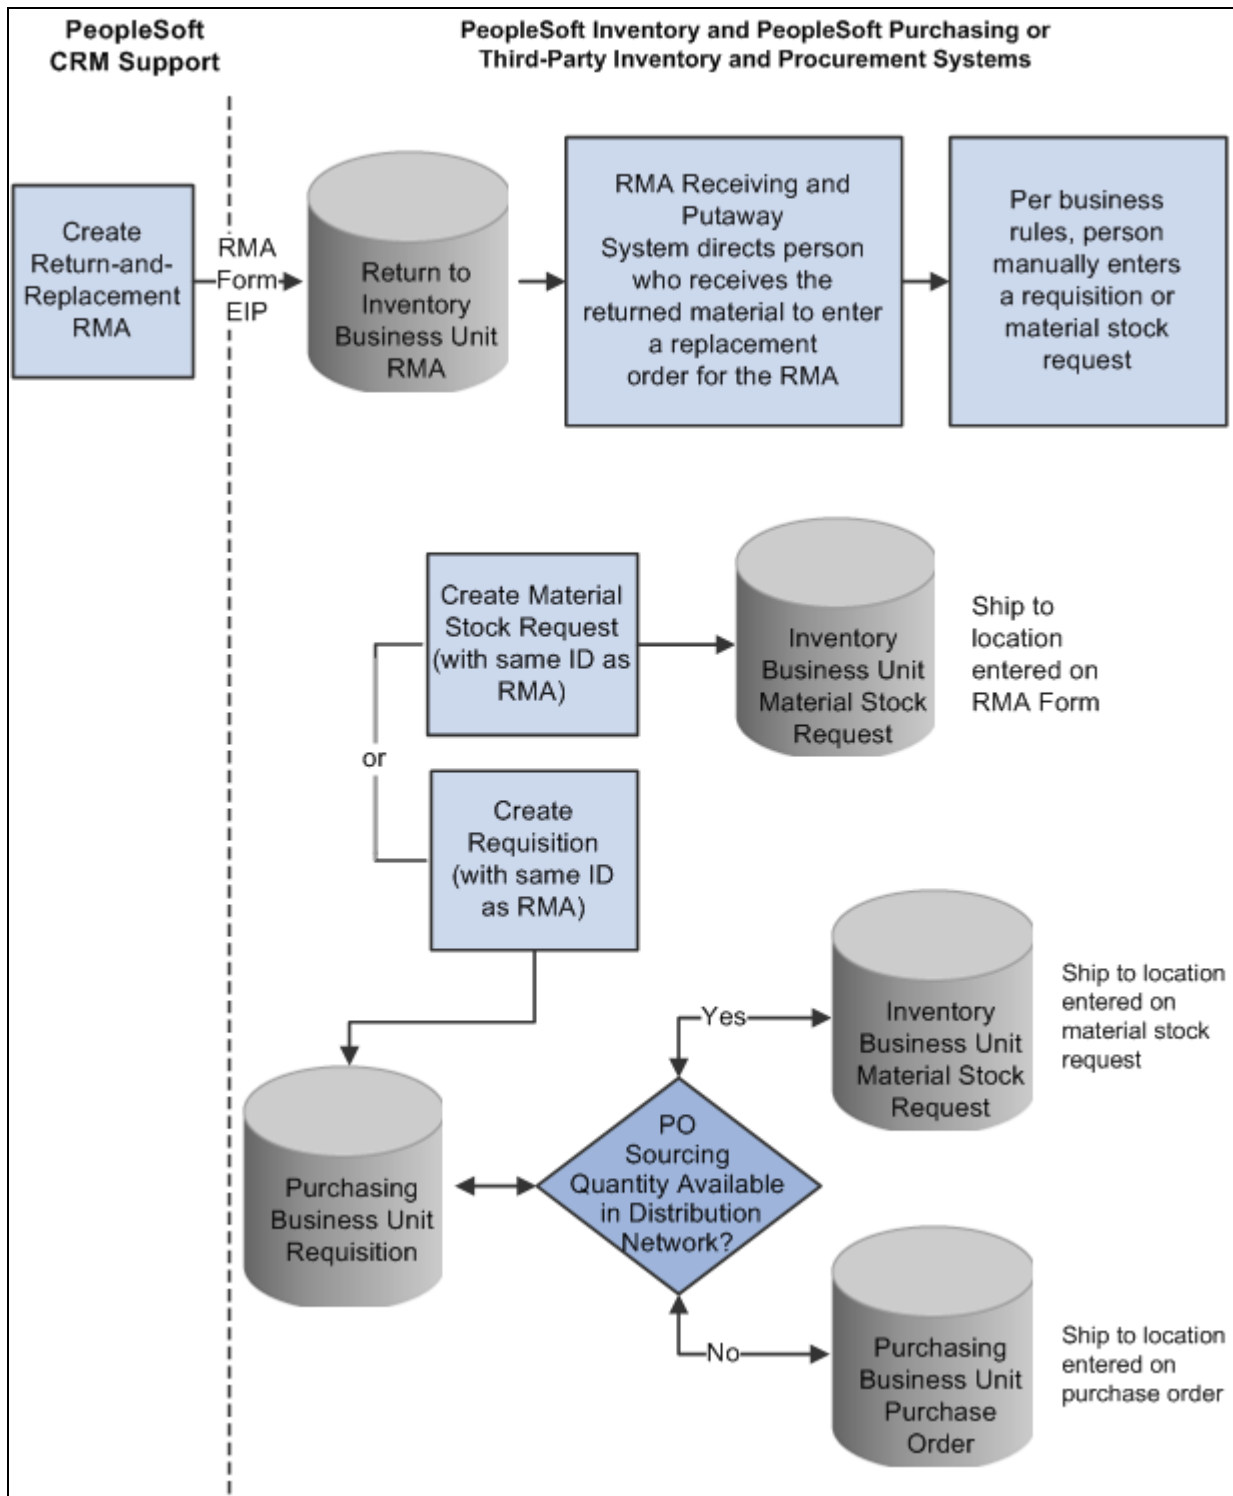 PeopleSoft
CRM Support
PeopleSoft Inventory and PeopleSoft Purchasing or
Third-Party Inventory and Procurement Systems
Create
Return-and-
Replacement
RMA
RMA
Form
EIP
Return to
Inventory
Business Unit
RMA
RMA Receiving and
Putaway
System directs person
who receives the
returned material to enter
a replacement
order for the RMA
Per business
rules, person
manually enters
a requisition or
material stock
request
Create Material
Stock Request
(with same ID as
RMA)
Inventory
Business Unit
Material Stock
Request
Ship to
location
entered on
RMA Form
or
Create
Requisition
(with same ID
as RMA)
Yes
Inventory
Business Unit
Material Stock
Request
Ship to location
entered on
material stock
request
Purchasing
Business Unit
Requisition
PO
Sourcing
Quantity Available
in Distribution
Network?
No
Purchasing
Business Unit
Purchase
Order
Ship to location
entered on
purchase order